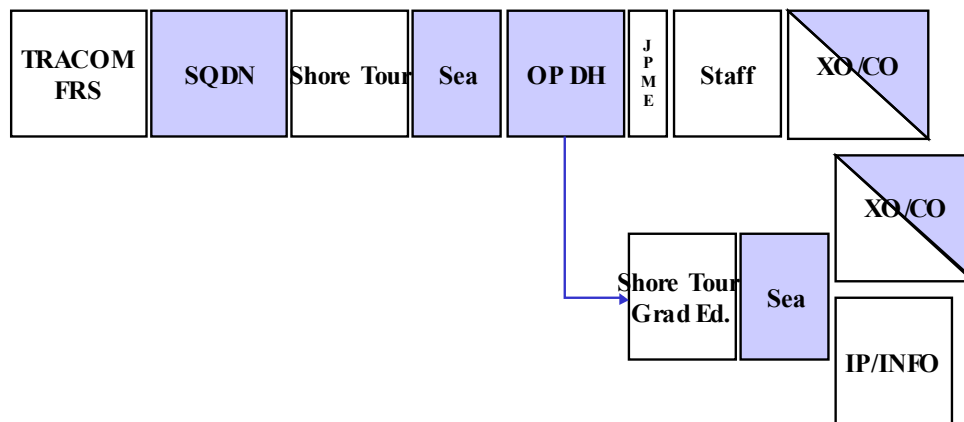 TRACOM
FRS
SQDN
Shore Tour
Sea
OP DH
J
P
M
E
Staff
XO/CO
XO/CO
Shore Tour
Grad Ed.
Sea
IP/INFO